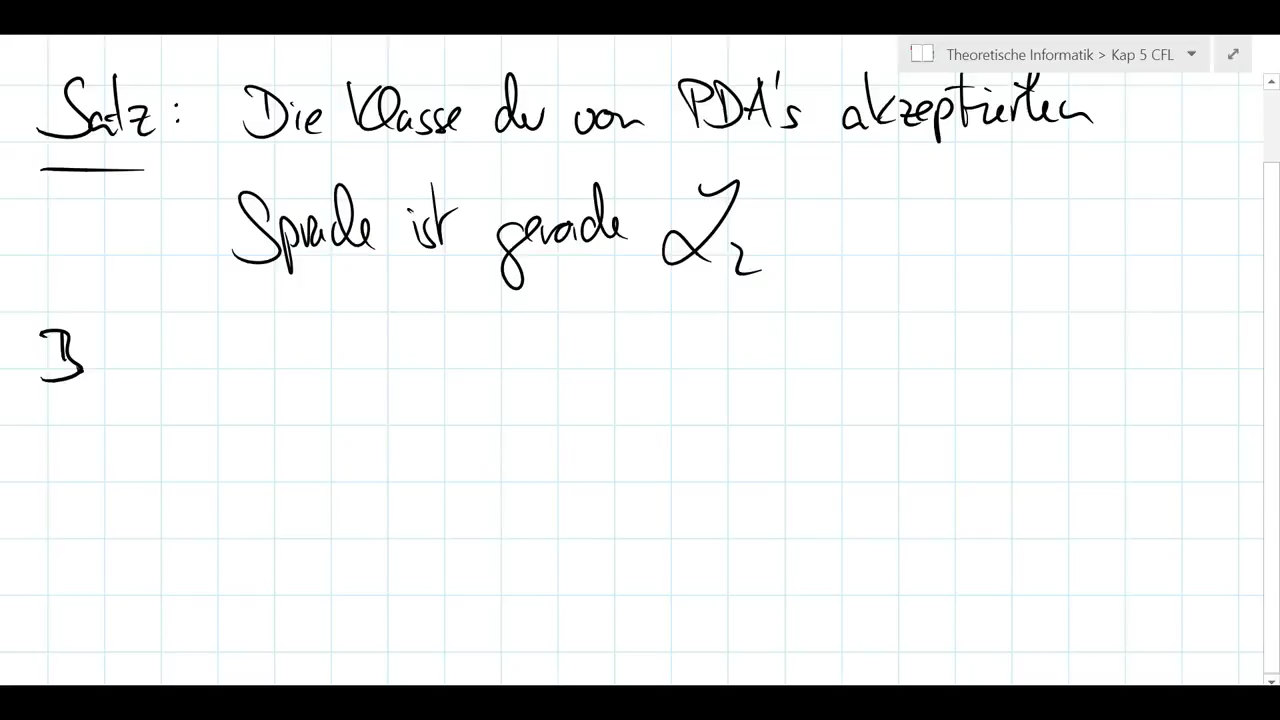 Theoretische Informatik > Kap 5 CFL
Satz: Die Klasse der von PDA's akzeptierten
Sprache ist gerade ℒ₂
B